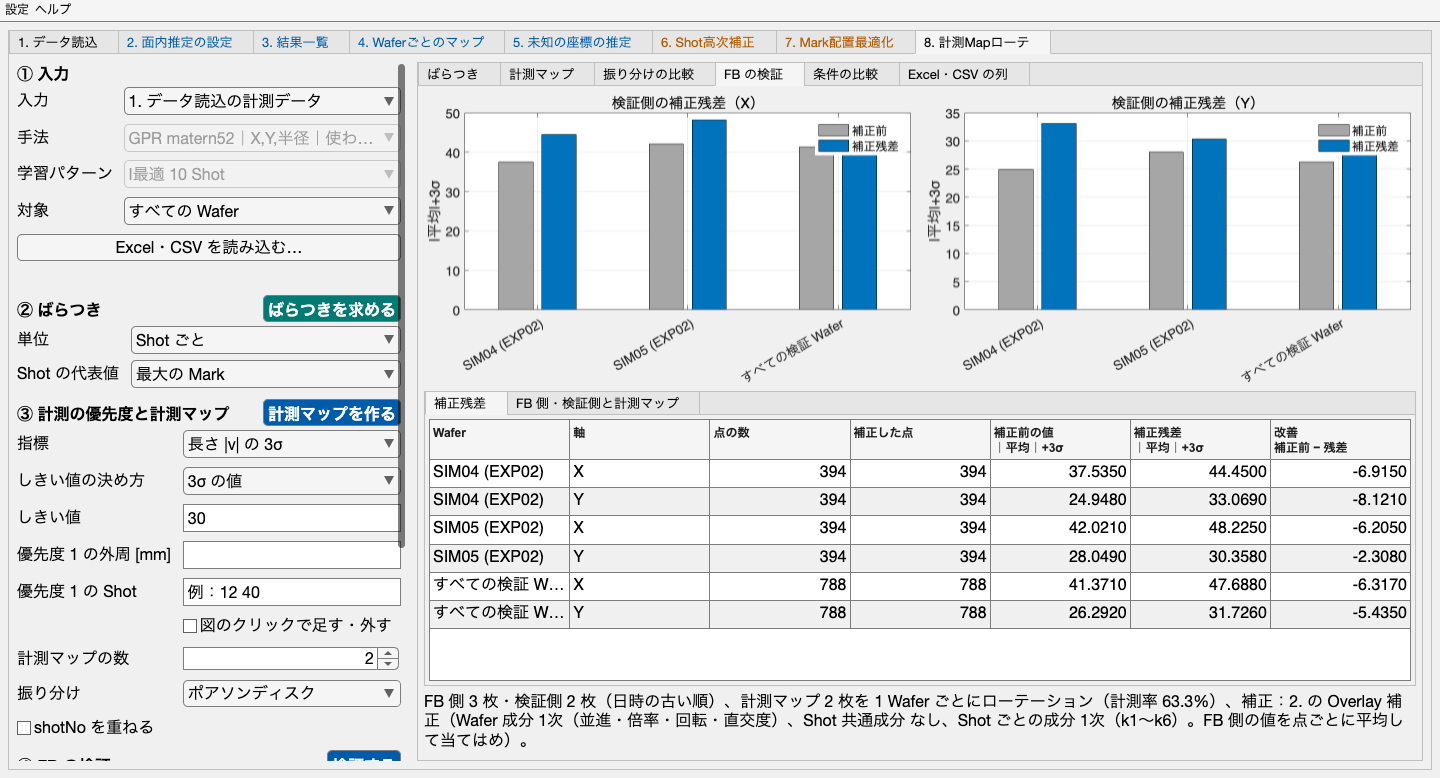 設定 ヘルプ
1. データ読込
2. 面内推定の設定
3. 結果一覧
4. Waferごとのマップ
5. 未知の座標の推定
6. Shot高次補正
7. Mark配置最適化
8. 計測Mapローテ
① 入力
入力
1. データ読込の計測データ
手法
GPR matern52｜X,Y,半径｜使わ…
学習パターン
I最適 10 Shot
対象
すべての Wafer
Excel・CSV を読み込む…
② ばらつき
ばらつきを求める
単位
Shot ごと
Shot の代表値
最大の Mark
③ 計測の優先度と計測マップ
計測マップを作る
指標
長さ |v| の 3σ
しきい値の決め方
3σ の値
しきい値
30
優先度 1 の外周 [mm]
優先度 1 の Shot
例：12 40
図のクリックで足す・外す
計測マップの数
2
振り分け
ポアソンディスク
shotNo を重ねる
ばらつき
計測マップ
振り分けの比較
FB の検証
条件の比較
Excel・CSV の列
検証側の補正残差（X）
50
40
30
20
10
0
|平均|+3σ
補正前
補正残差
SIM04 (EXP02)
SIM05 (EXP02)
すべての検証 Wafer
検証側の補正残差（Y）
35
30
25
20
15
10
5
0
|平均|+3σ
補正前
補正残差
SIM04 (EXP02)
SIM05 (EXP02)
すべての検証 Wafer
補正残差
FB 側・検証側と計測マップ
Wafer 軸 点の数 補正した点 補正前の値 補正残差 改善
｜平均｜+3σ ｜平均｜+3σ 補正前 − 残差
SIM04 (EXP02) X 394 394 37.5350 44.4500 -6.9150
SIM04 (EXP02) Y 394 394 24.9480 33.0690 -8.1210
SIM05 (EXP02) X 394 394 42.0210 48.2250 -6.2050
SIM05 (EXP02) Y 394 394 28.0490 30.3580 -2.3080
すべての検証 W… X 788 788 41.3710 47.6880 -6.3170
すべての検証 W… Y 788 788 26.2920 31.7260 -5.4350
FB 側 3 枚・検証側 2 枚（日時の古い順）、計測マップ 2 枚を 1 Wafer ごとにローテーション（計測率 63.3%）、補正：2. の Overlay 補
正（Wafer 成分 1次（並進・倍率・回転・直交度）、Shot 共通成分 なし、Shot ごとの成分 1次（k1〜k6）。FB 側の値を点ごとに平均し
て当てはめ）。